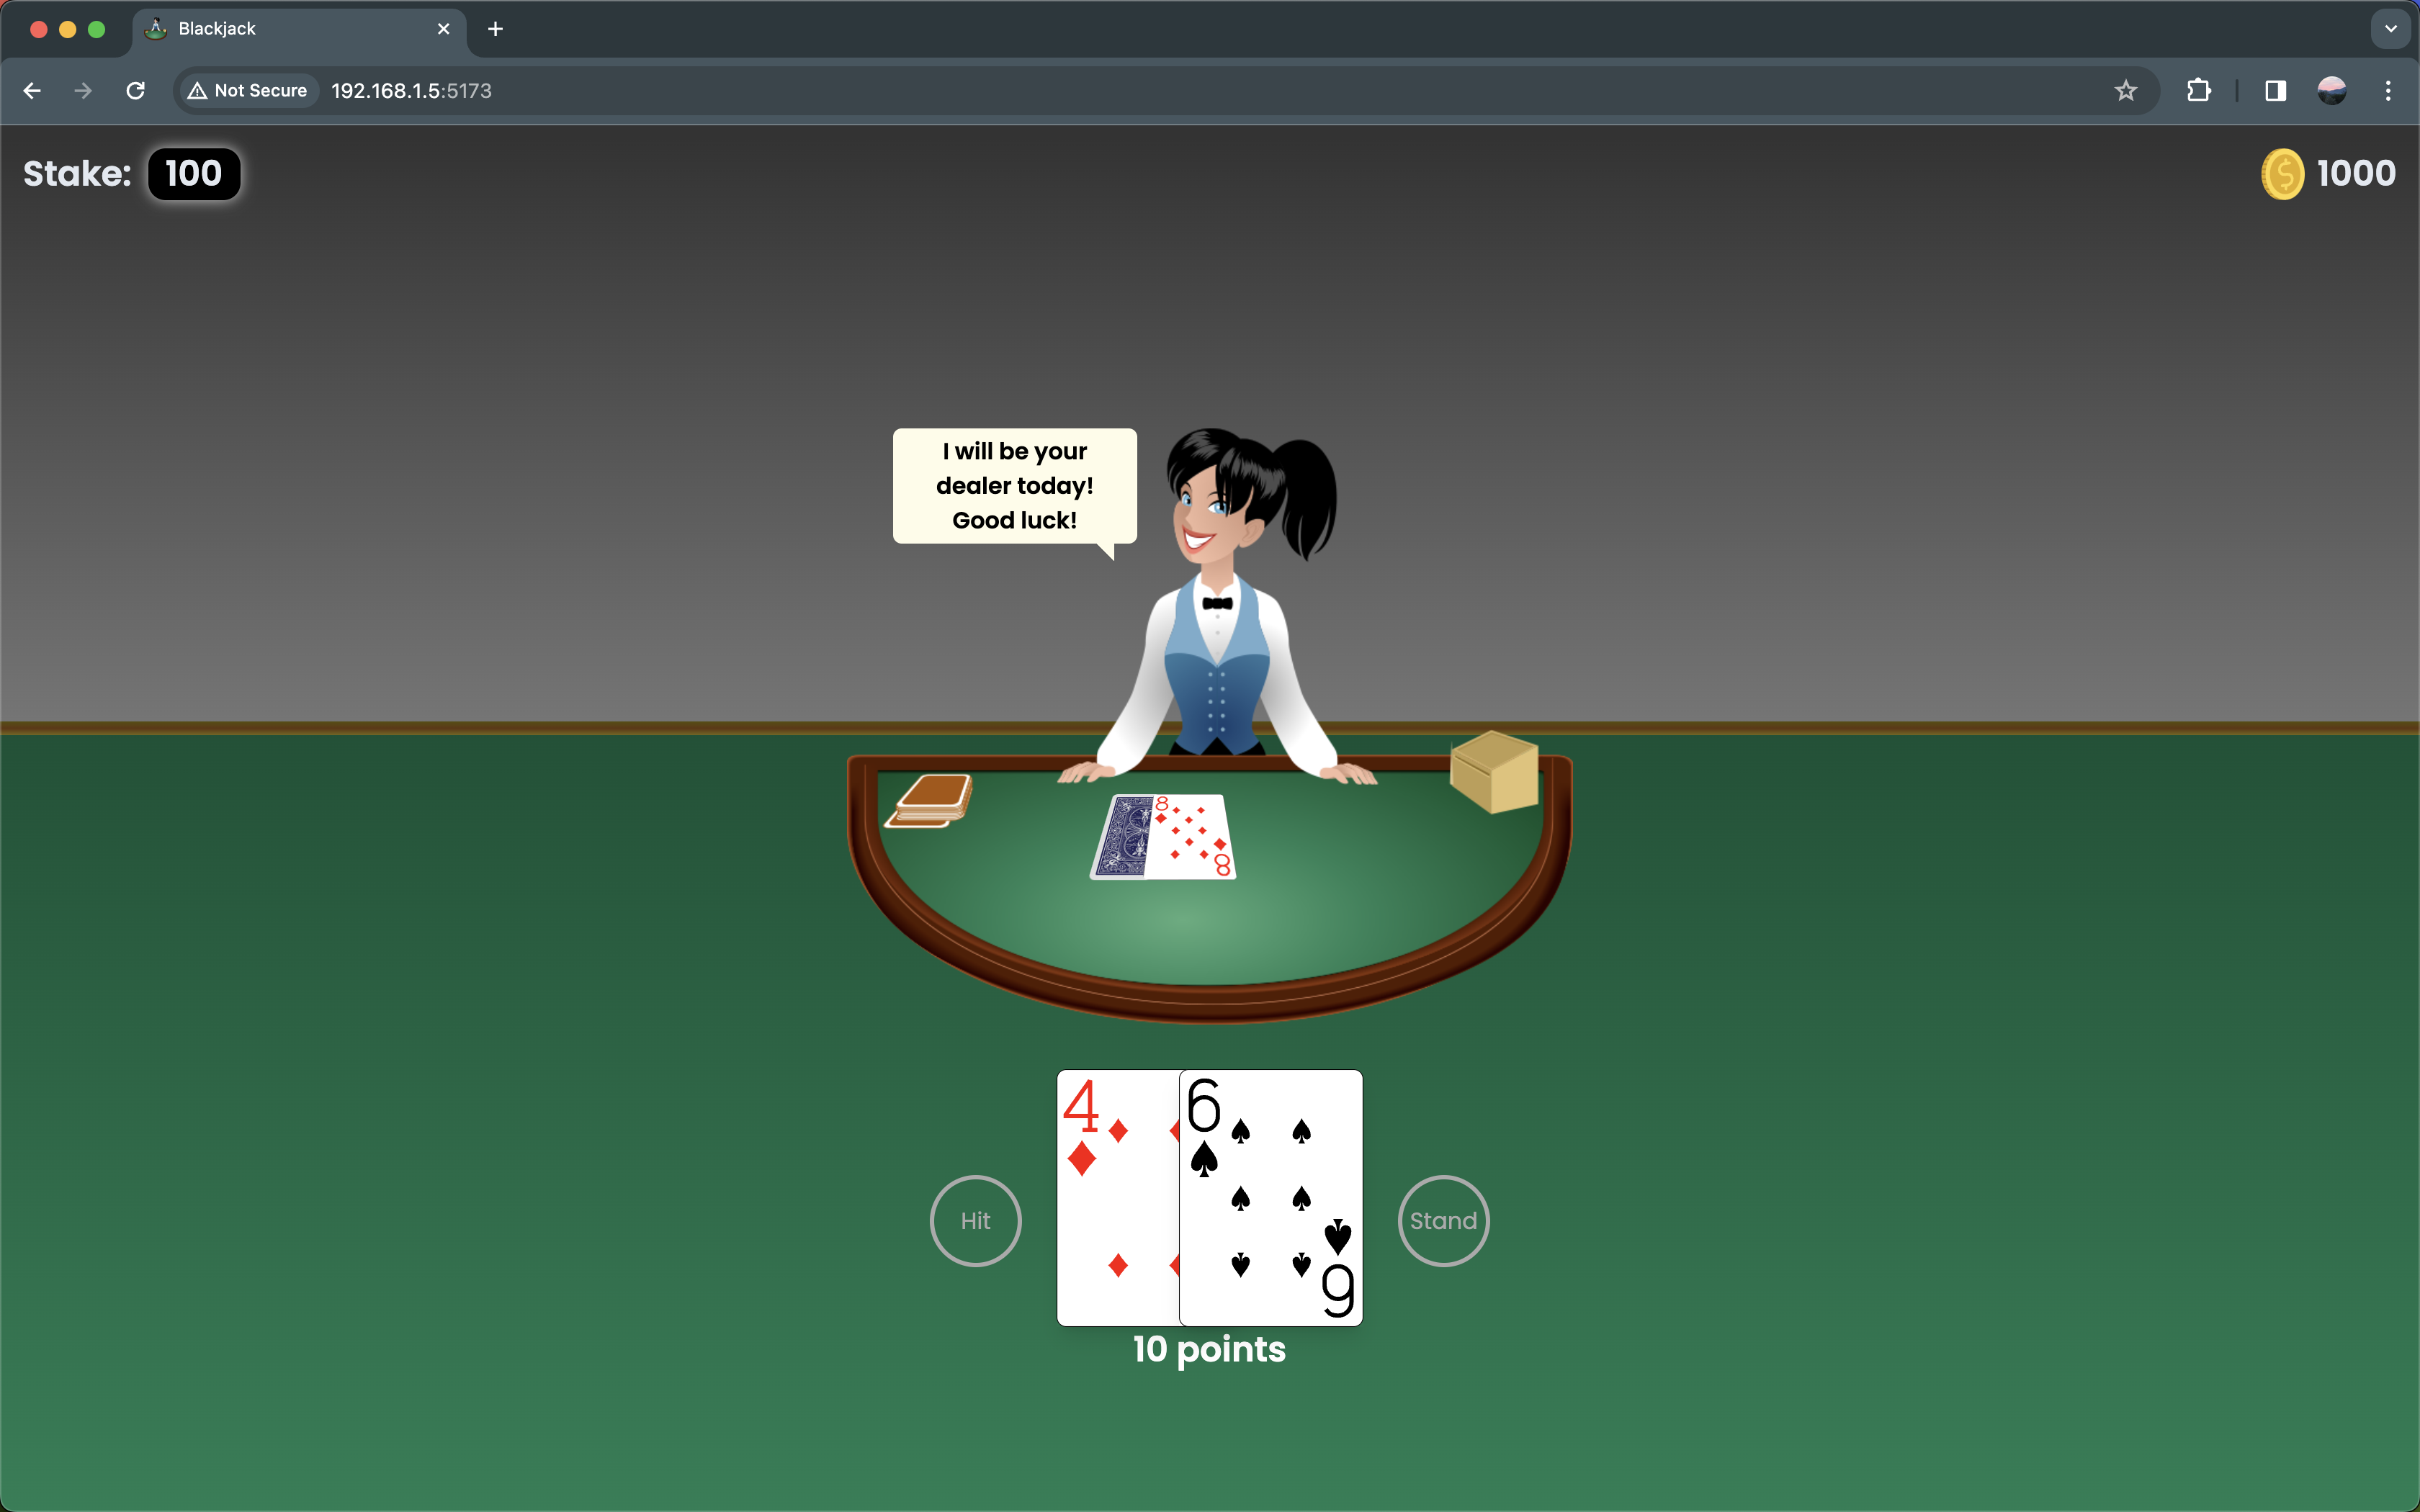 Blackjack
Not Secure 192.168.1.5:5173
Stake: 100
1000
I will be your
dealer today!
Good luck!
8
8
4
6
Hit
Stand
6
10 points